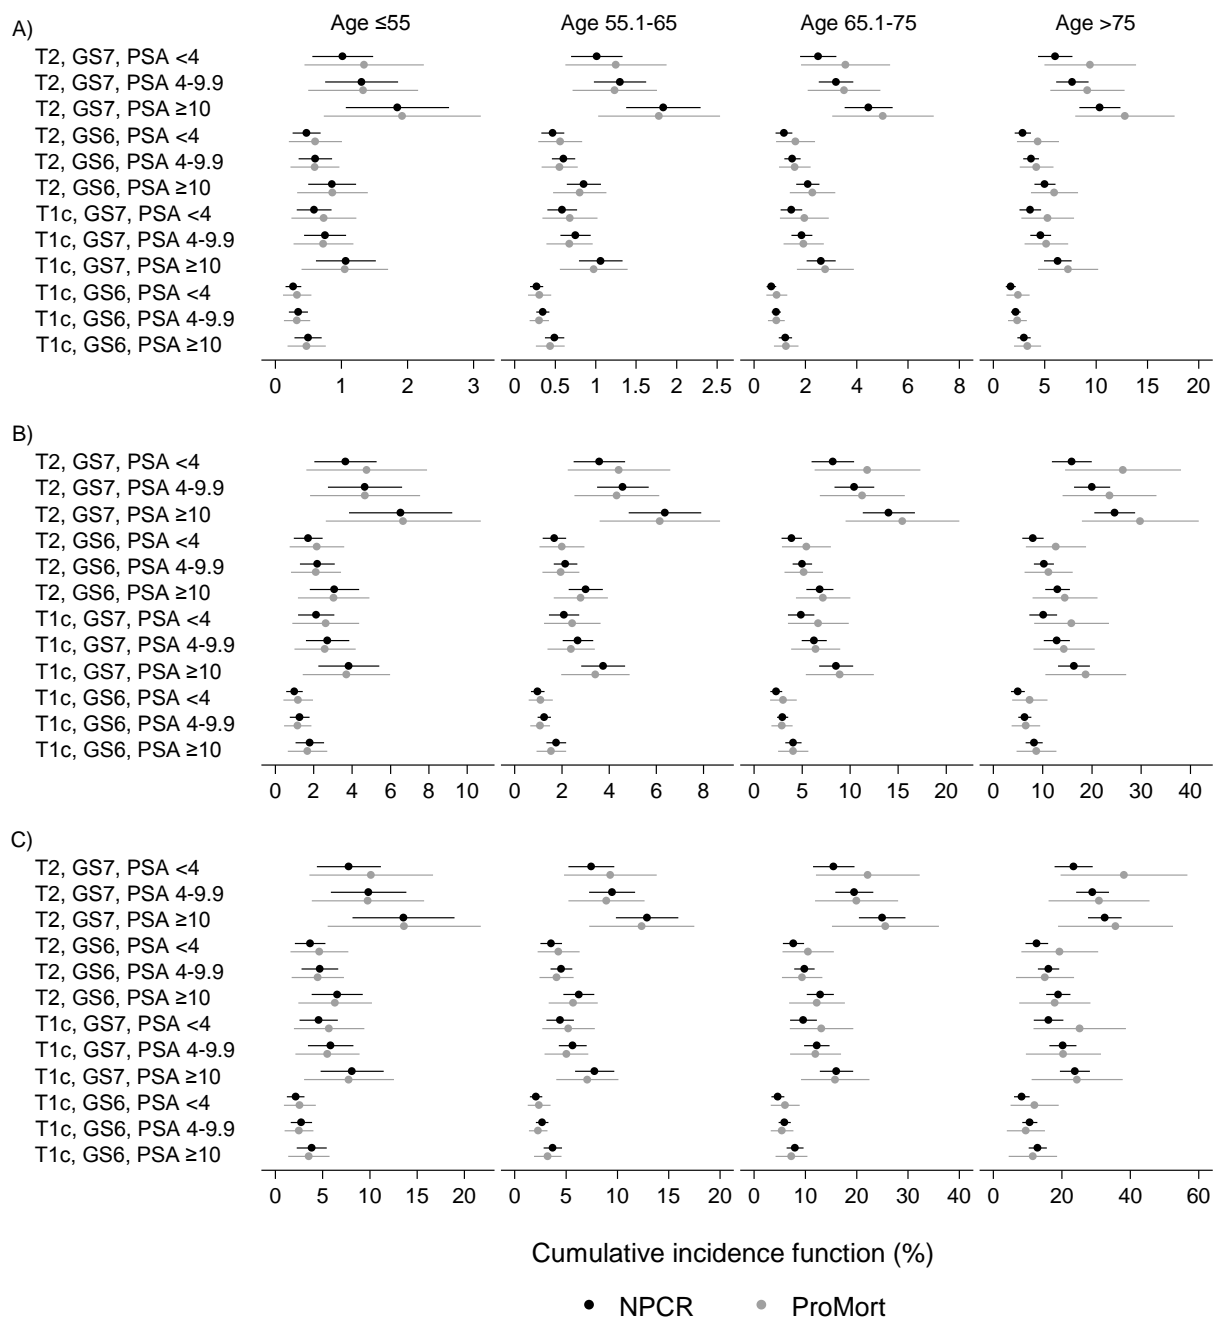 A) Age ≤55 Age 55.1-65 Age 65.1-75 Age >75
T2, GS7, PSA <4
T2, GS7, PSA 4-9.9
T2, GS7, PSA ≥10
T2, GS6, PSA <4
T2, GS6, PSA 4-9.9
T2, GS6, PSA ≥10
T1c, GS7, PSA <4
T1c, GS7, PSA 4-9.9
T1c, GS7, PSA ≥10
T1c, GS6, PSA <4
T1c, GS6, PSA 4-9.9
T1c, GS6, PSA ≥10
0 1 2 3 0 0.5 1 1.5 2 2.5 0 2 4 6 8 0 5 10 15 20
B)
T2, GS7, PSA <4
T2, GS7, PSA 4-9.9
T2, GS7, PSA ≥10
T2, GS6, PSA <4
T2, GS6, PSA 4-9.9
T2, GS6, PSA ≥10
T1c, GS7, PSA <4
T1c, GS7, PSA 4-9.9
T1c, GS7, PSA ≥10
T1c, GS6, PSA <4
T1c, GS6, PSA 4-9.9
T1c, GS6, PSA ≥10
0 2 4 6 8 10 0 2 4 6 8 0 5 10 15 20 0 10 20 30 40
C)
T2, GS7, PSA <4
T2, GS7, PSA 4-9.9
T2, GS7, PSA ≥10
T2, GS6, PSA <4
T2, GS6, PSA 4-9.9
T2, GS6, PSA ≥10
T1c, GS7, PSA <4
T1c, GS7, PSA 4-9.9
T1c, GS7, PSA ≥10
T1c, GS6, PSA <4
T1c, GS6, PSA 4-9.9
T1c, GS6, PSA ≥10
0 5 10 15 20 0 5 10 15 20 0 10 20 30 40 0 20 40 60
Cumulative incidence function (%)
NPCR ProMort